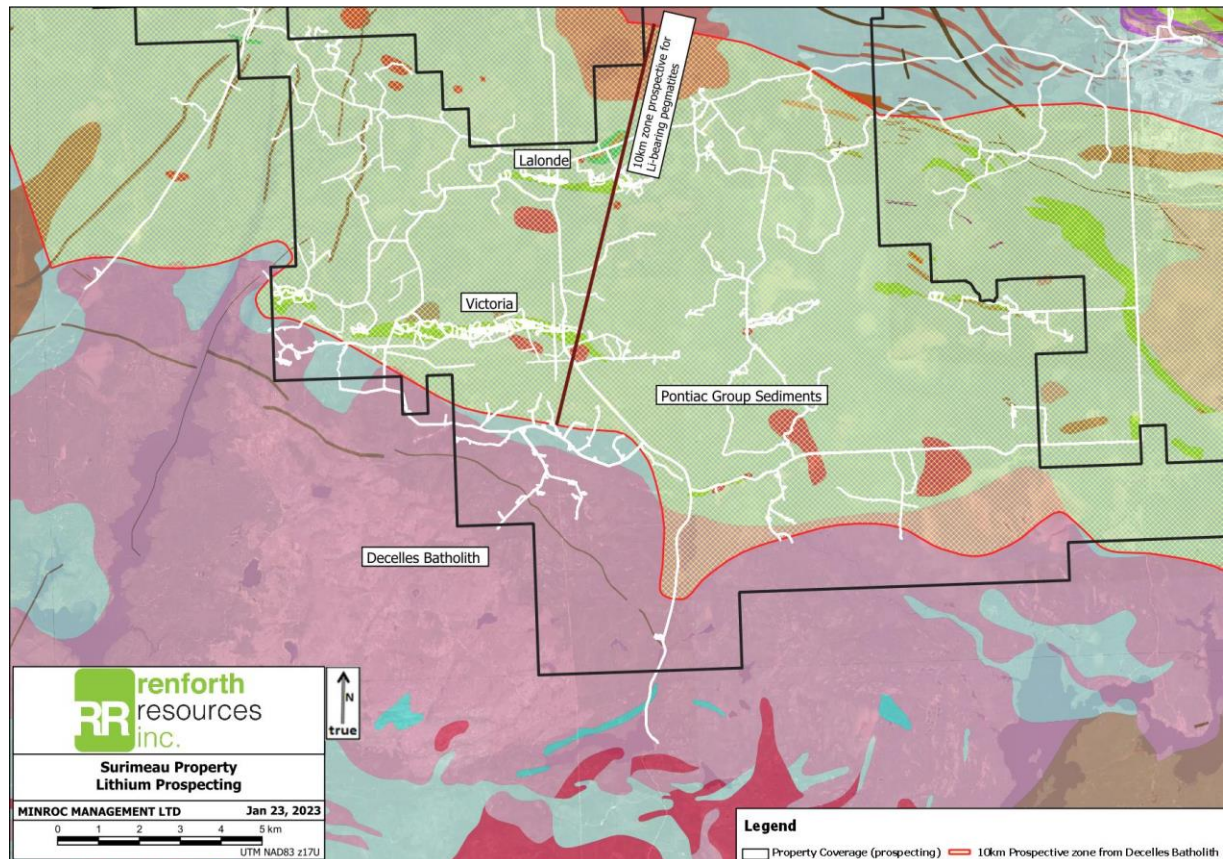 10km zone prospective for
Li-bearing pegmatites
Lalonde
Victoria
Pontiac Group Sediments
Decelles Batholith
RR
renforth
resources
inc.
N
true
Surimeau Property
Lithium Prospecting
MINROC MANAGEMENT LTD Jan 23, 2023
0 1 2 3 4 5 km
UTM NAD83 z17U
Legend
Property Coverage (prospecting) 10km Prospective zone from Decelles Batholith